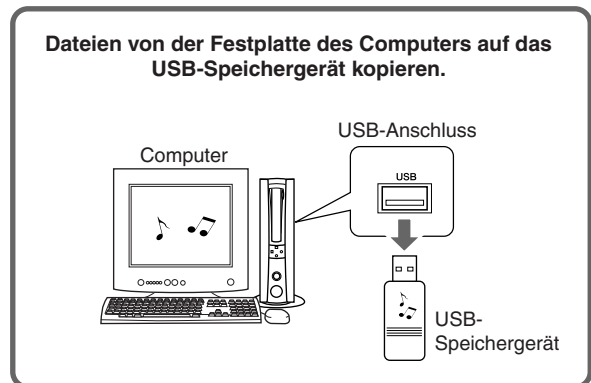 Dateien von der Festplatte des Computers auf das
USB-Speichergerät kopieren.
USB-Anschluss
Computer
USB
USB-
Speichergerät